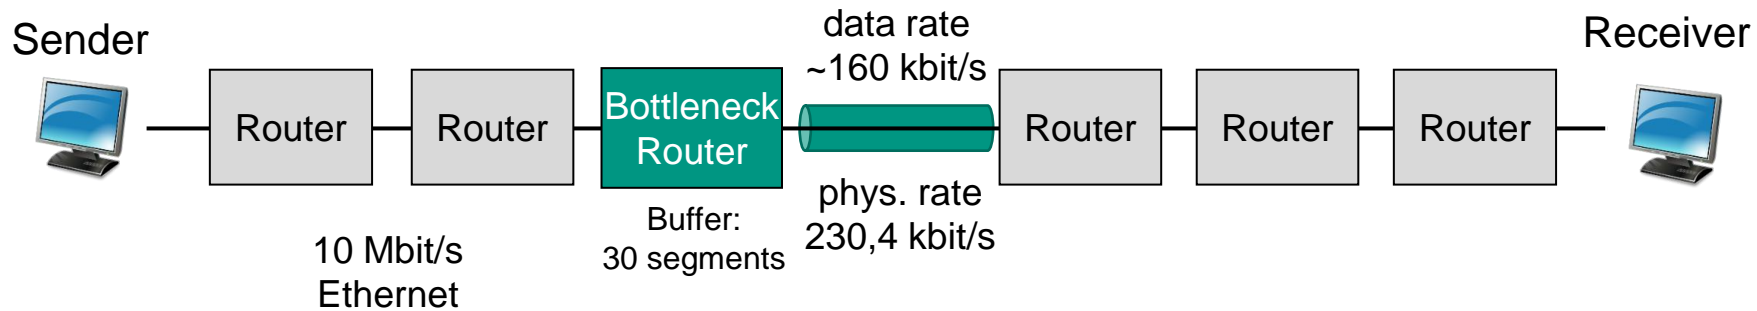 Sender
data rate
~160 kbit/s
Receiver
Router
Router
Bottleneck
Router
Router
Router
Router
Buffer:
30 segments
phys. rate
230,4 kbit/s
10 Mbit/s
Ethernet